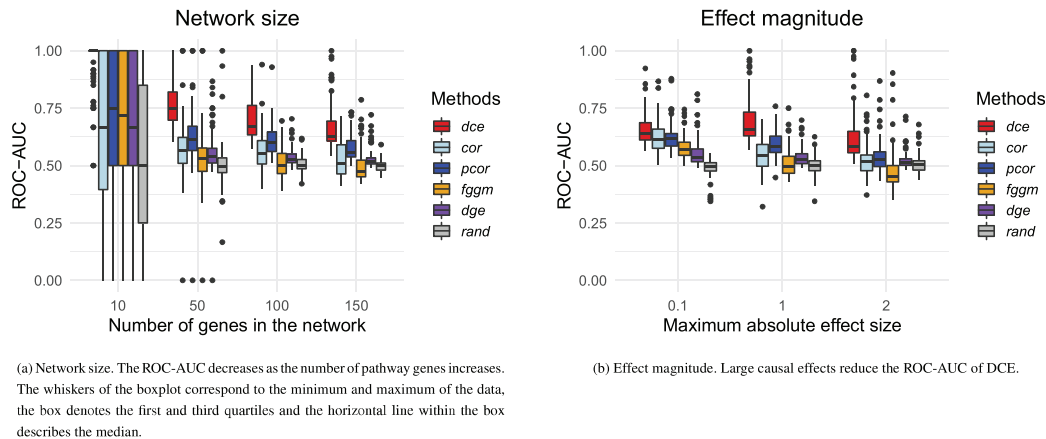 Network size
1.00
0.75
0.50
0.25
0.00
ROC−AUC
10
50
100
150
Number of genes in the network
Methods
dce
cor
pcor
fggm
dge
rand
(a) Network size. The ROC-AUC decreases as the number of pathway genes increases.
The whiskers of the boxplot correspond to the minimum and maximum of the data,
the box denotes the first and third quartiles and the horizontal line within the box
describes the median.
Effect magnitude
1.00
0.75
0.50
0.25
0.00
ROC−AUC
0.1
1
2
Maximum absolute effect size
Methods
dce
cor
pcor
fggm
dge
rand
(b) Effect magnitude. Large causal effects reduce the ROC-AUC of DCE.